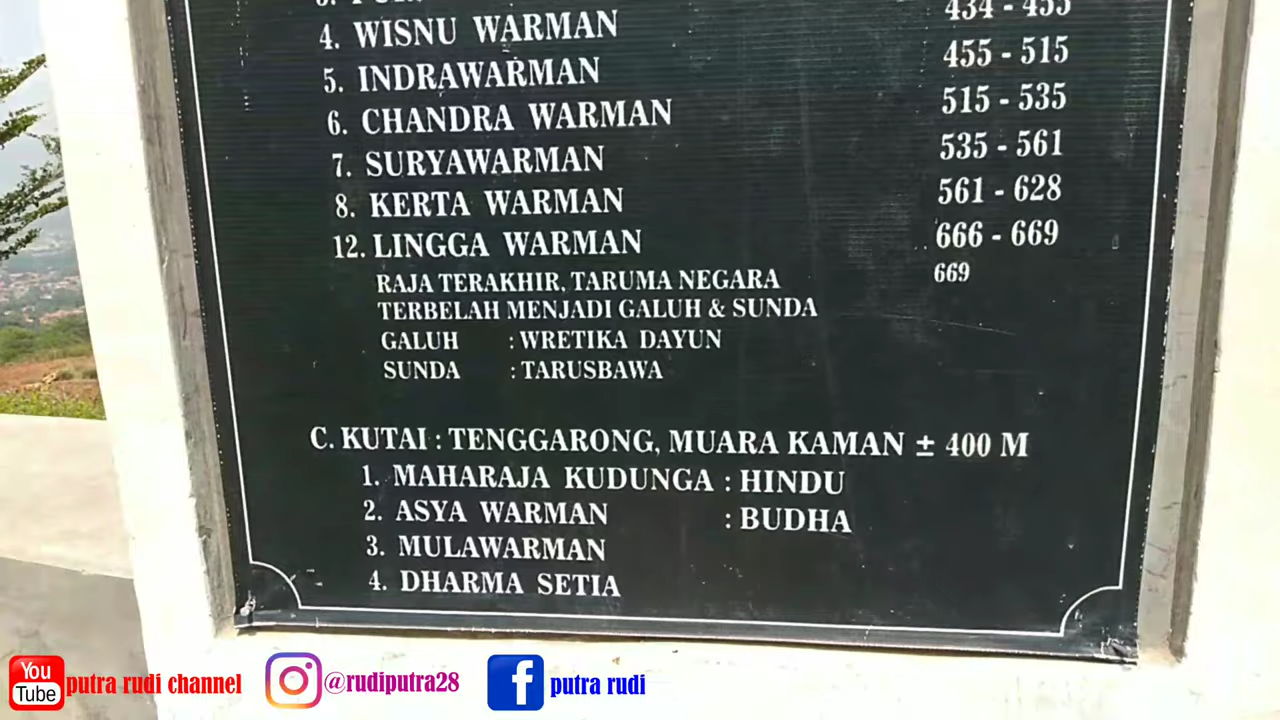 434 - 455
4. WISNU WARMAN 455 - 515
5. INDRAWARMAN 515 - 535
6. CHANDRA WARMAN 535 - 561
7. SURYAWARMAN 561 - 628
8. KERTA WARMAN 666 - 669
12. LINGGA WARMAN 669
RAJA TERAKHIR, TARUMA NEGARA
TERBELAH MENJADI GALUH & SUNDA
GALUH : WRETIKA DAYUN
SUNDA : TARUSBAWA
C. KUTAI : TENGGARONG, MUARA KAMAN ± 400 M
1. MAHARAJA KUDUNGA : HINDU
2. ASYA WARMAN : BUDHA
3. MULAWARMAN
4. DHARMA SETIA
You Tube putra rudi channel @rudiputra28 f putra rudi